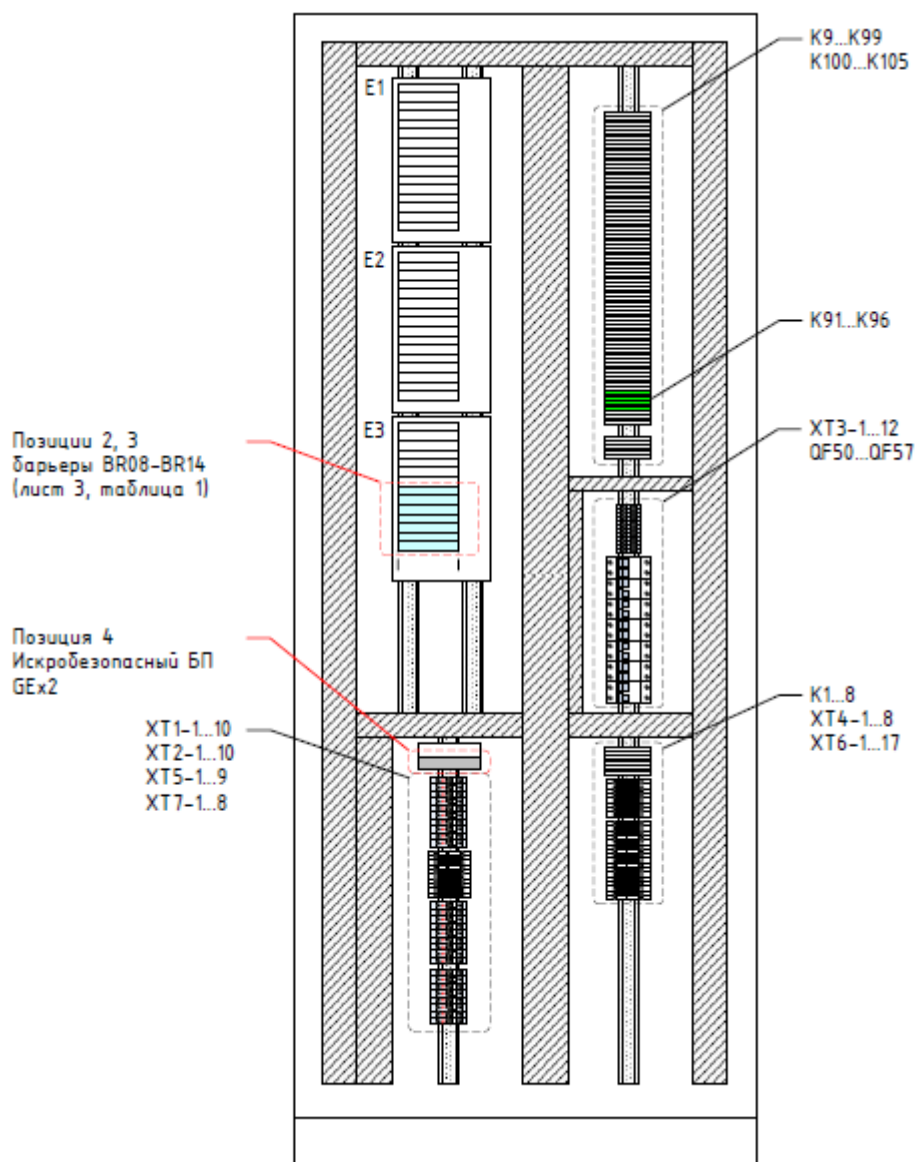 K9...K99
K100...K105
E1
E2
K91...K96
E3
XT3-1...12
QF50...QF57
Позиции 2, 3
барьеры BR08-BR14
(лист 3, таблица 1)
Позиция 4
Искробезопасный БП
GEx2
K1...8
XT4-1...8
XT6-1...17
XT1-1...10
XT2-1...10
XT5-1...9
XT7-1...8